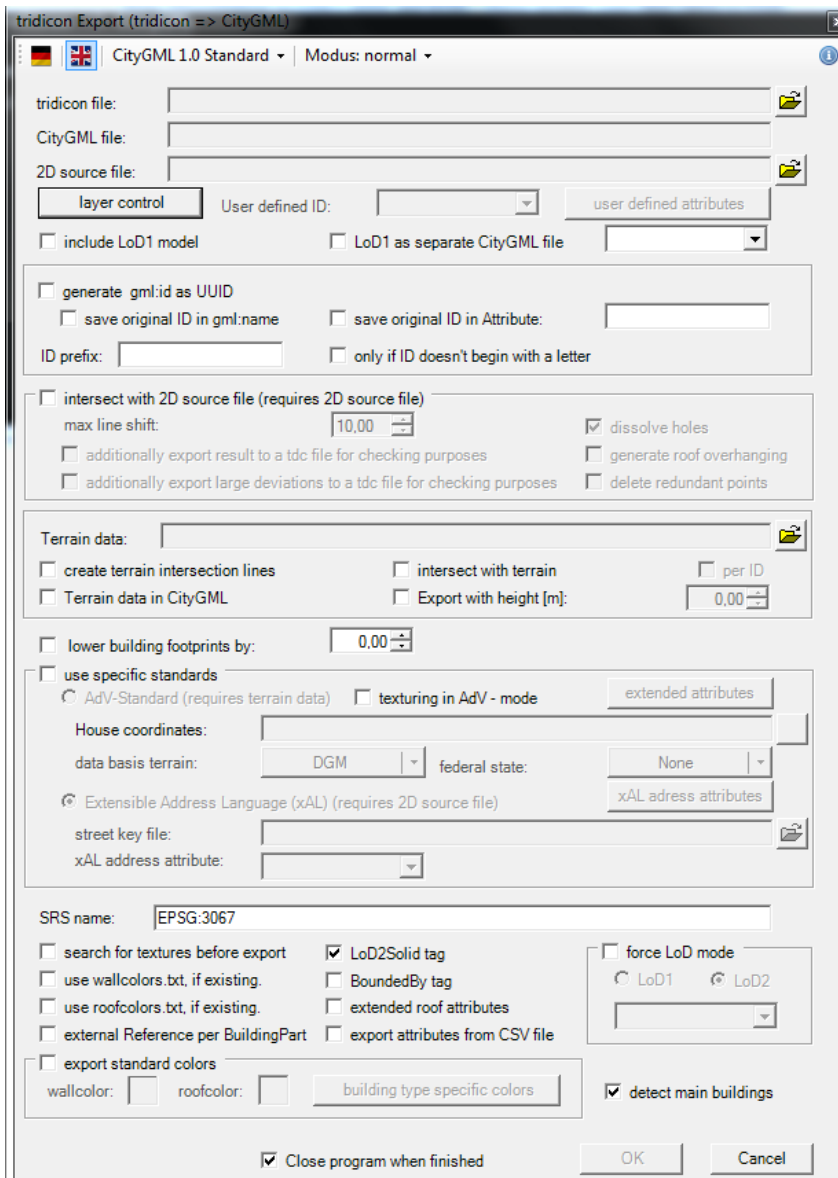 tridicon Export (tridicon => CityGML)
CityGML 1.0 Standard Modus: normal
tridicon file:
CityGML file:
2D source file:
layer control User defined ID: user defined attributes
include LoD1 model LoD1 as separate CityGML file
generate gml:id as UUID
save original ID in gml:name save original ID in Attribute:
ID prefix: only if ID doesn't begin with a letter
intersect with 2D source file (requires 2D source file)
max line shift: 10,00 dissolve holes
additionally export result to a tdc file for checking purposes generate roof overhanging
additionally export large deviations to a tdc file for checking purposes delete redundant points
Terrain data:
create terrain intersection lines intersect with terrain per ID
Terrain data in CityGML Export with height [m]: 0,00
lower building footprints by: 0,00
use specific standards
AdV-Standard (requires terrain data) texturing in AdV - mode extended attributes
House coordinates:
data basis terrain: DGM federal state: None
Extensible Address Language (xAL) (requires 2D source file) xAL adress attributes
street key file:
xAL address attribute:
SRS name: EPSG:3067
search for textures before export LoD2Solid tag force LoD mode
use wallcolors.txt, if existing. BoundedBy tag LoD1 LoD2
use roofcolors.txt, if existing. extended roof attributes
external Reference per BuildingPart export attributes from CSV file
export standard colors
wallcolor: roofcolor: building type specific colors detect main buildings
Close program when finished OK Cancel